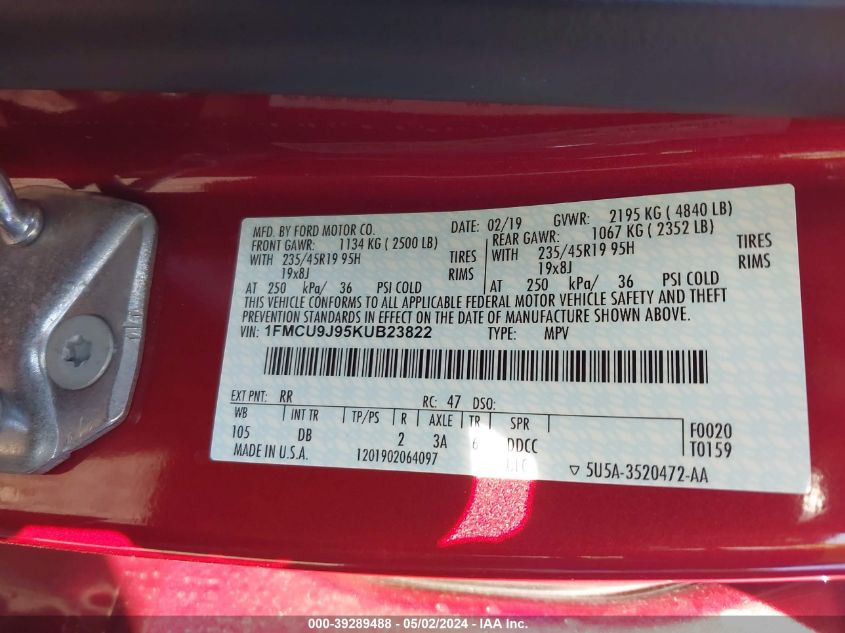 MFD. BY FORD MOTOR CO. DATE: 02/19 GVWR: 2195 KG ( 4840 LB)
FRONT GAWR: 1134 KG ( 2500 LB) REAR GAWR: 1067 KG ( 2352 LB)
WITH 235/45R19 95H TIRES WITH 235/45R19 95H TIRES
19x8J RIMS 19x8J RIMS
AT 250 kPa/ 36 PSI COLD AT 250 kPa/ 36 PSI COLD
THIS VEHICLE CONFORMS TO ALL APPLICABLE FEDERAL MOTOR VEHICLE SAFETY AND THEFT
PREVENTION STANDARDS IN EFFECT ON THE DATE OF MANUFACTURE SHOWN ABOVE.
VIN: 1FMCU9J95KUB23822 TYPE: MPV
EXT PNT: RR RC: 47 DSO:
WB INT TR TP/PS R AXLE TR SPR F0020
105 DB 2 3A 6 DDCC T0159
MADE IN U.S.A. 1201902064097 ▽ 5U5A-3520472-AA
000-39289488 - 05/02/2024 - IAA Inc.